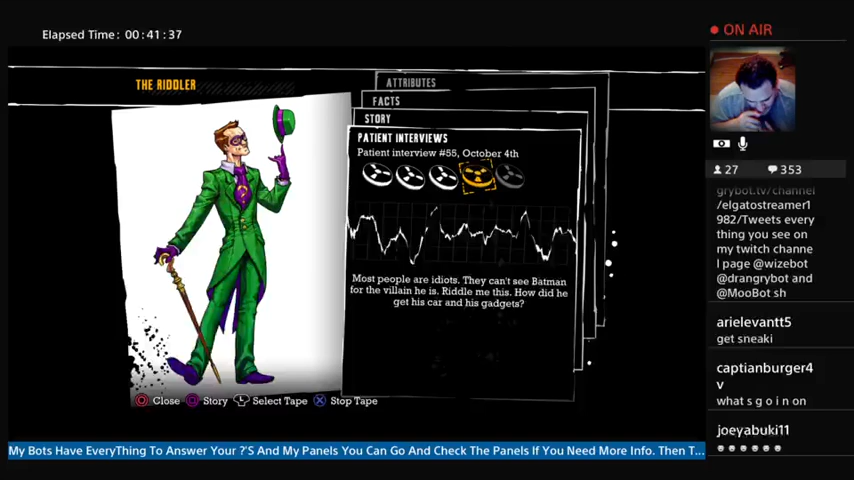 Elapsed Time: 00:41:37
ON AIR
THE RIDDLER
ATTRIBUTES
FACTS
STORY
PATIENT INTERVIEWS
Patient interview #55, October 4th
Most people are idiots. They can't see Batman
for the villain he is. Riddle me this. How did he
get his car and his gadgets?
Close
Story
Select Tape
Stop Tape
27
353
grybot.tv/channel
/elgatostreamer1
982/Tweets every
thing you see on
my twitch channe
l page @wizebot
@drangrybot and
@MooBot sh
arielevantt5
get sneaki
captianburger4
v
what s g o i n on
joeyabuki11
My Bots Have EveryThing To Answer Your ?'S And My Panels You Can Go And Check The Panels If You Need More Info. Then T...